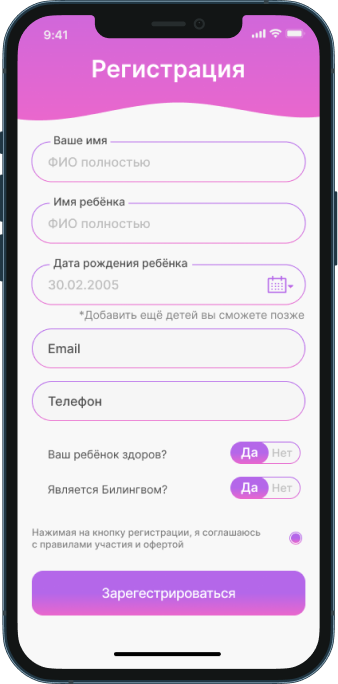 9:41
Регистрация
Ваше имя
ФИО полностью
Имя ребёнка
ФИО полностью
Дата рождения ребёнка
30.02.2005
*Добавить ещё детей вы сможете позже
Email
Телефон
Ваш ребёнок здоров? Да Нет
Является Билингвом? Да Нет
Нажимая на кнопку регистрации, я соглашаюсь
с правилами участия и офертой
Зарегестрироваться